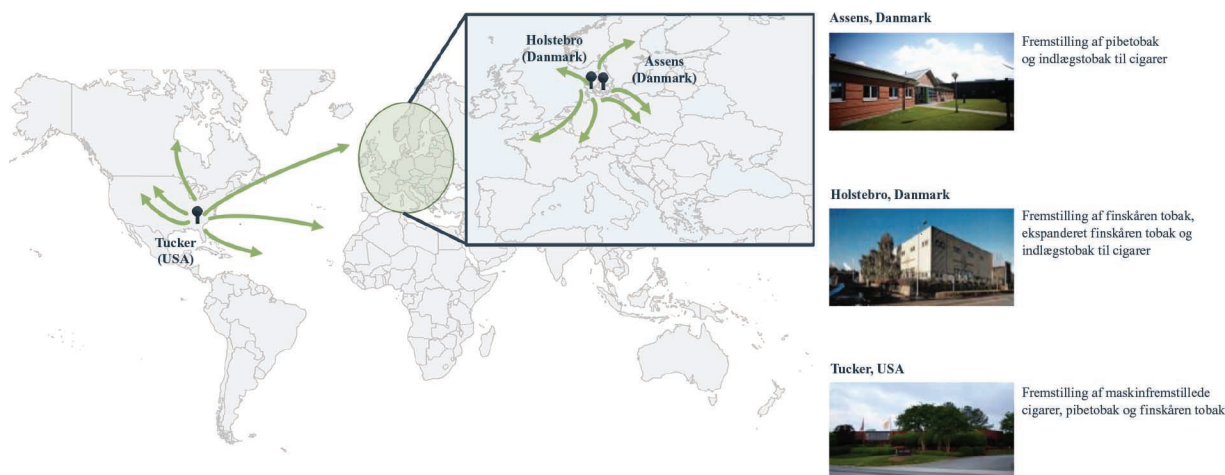 Holstebro
(Danmark)
Assens
(Danmark)
Tucker
(USA)
Assens, Danmark
Fremstilling af pibetobak
og indlægstobak til cigarer
Holstebro, Danmark
Fremstilling af finskåren tobak,
ekspanderet finskåren tobak og
indlægstobak til cigarer
Tucker, USA
Fremstilling af maskinfremstillede
cigarer, pibetobak og finskåren tobak